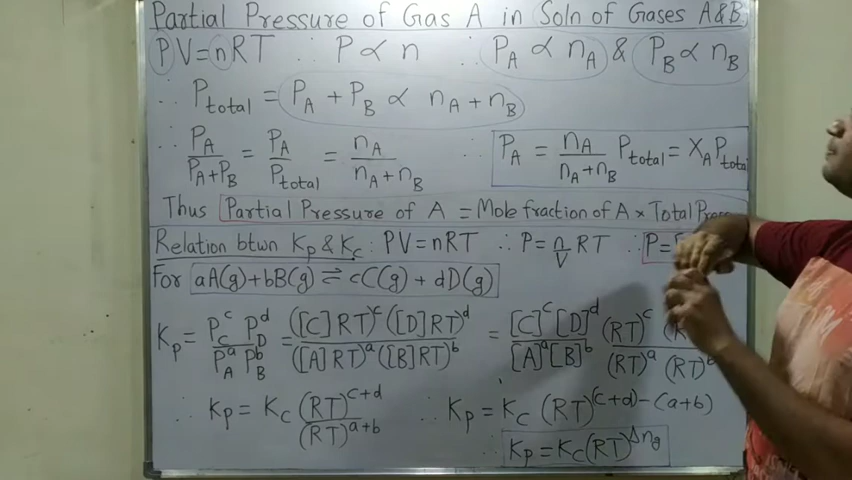 Partial Pressure of Gas A in Soln of Gases A&B
PV=nRT ∴ P ∝ n ∴ P_A ∝ n_A & P_B ∝ n_B
∴ P_total = P_A + P_B ∝ n_A + n_B
∴ P_A/(P_A+P_B) = P_A/P_total = n_A/(n_A+n_B) ∴ P_A = n_A/(n_A+n_B) P_total = X_A P_total
Thus Partial Pressure of A = Mole fraction of A × Total
Relation btwn Kp & Kc : PV=nRT ∴ P = n/V RT ∴ P=
For aA(g)+bB(g) ⇌ cC(g) + dD(g)
Kp = (P_C^c P_D^d)/(P_A^a P_B^b) = (([C]RT)^c ([D]RT)^d)/(([A]RT)^a ([B]RT)^b) = ([C]^c [D]^d)/([A]^a [B]^b) (RT)^c /(RT)^a (RT)^b
∴ Kp = Kc (RT)^(c+d)/(RT)^(a+b) ∴ Kp = Kc (RT)^((c+d)-(a+b))
∴ Kp = Kc(RT)^Δng